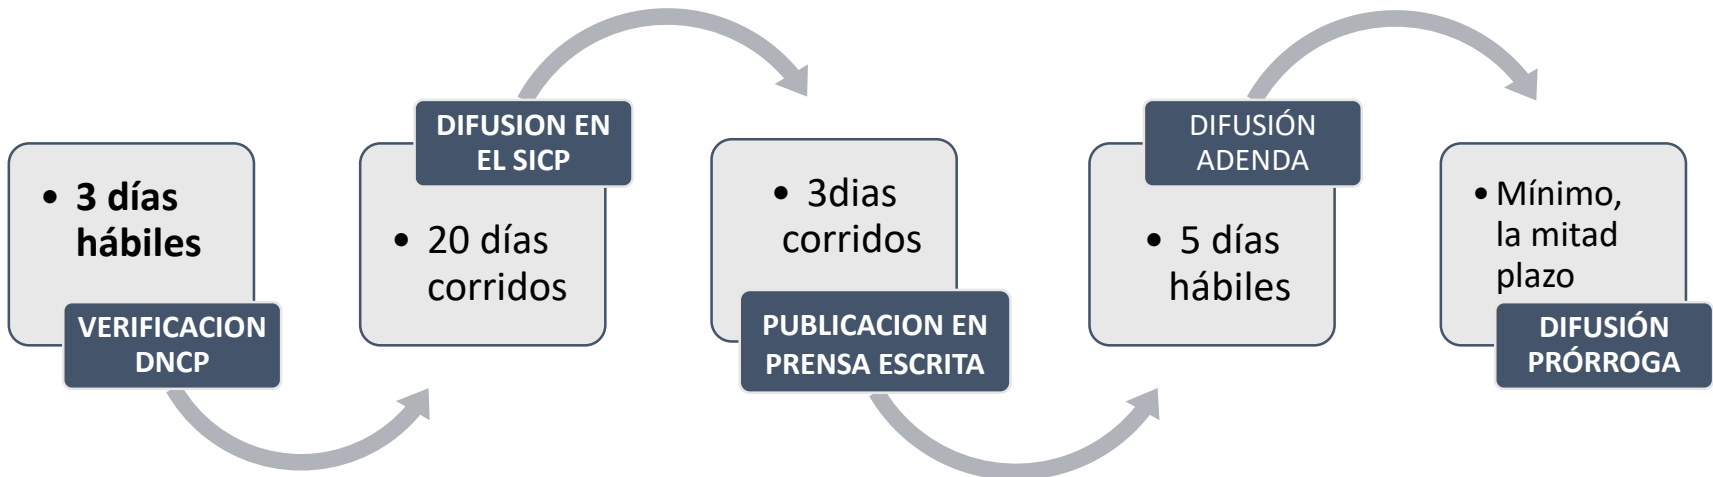 • 3 días
hábiles
VERIFICACION
DNCP
DIFUSION EN
EL SICP
• 20 días
corridos
• 3dias
corridos
PUBLICACION EN
PRENSA ESCRITA
DIFUSIÓN
ADENDA
• 5 días
hábiles
• Mínimo,
la mitad
plazo
DIFUSIÓN
PRÓRROGA